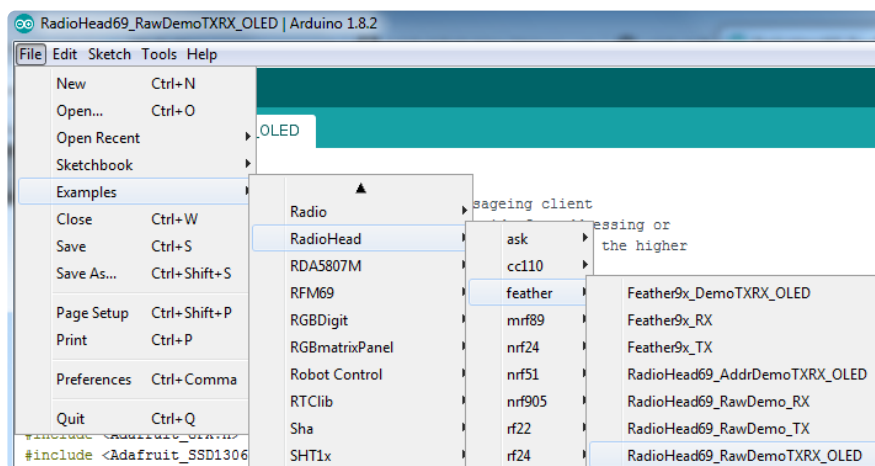 RadioHead69_RawDemoTXRX_OLED | Arduino 1.8.2
File Edit Sketch Tools Help
New Ctrl+N
Open... Ctrl+O
Open Recent
Sketchbook
Examples
Close Ctrl+W
Save Ctrl+S
Save As... Ctrl+Shift+S
Page Setup Ctrl+Shift+P
Print Ctrl+P
Preferences Ctrl+Comma
Quit Ctrl+Q
_OLED
sageing client
essing or
the higher
#include <Adafruit_GFX.h>
#include <Adafruit_SSD1306
Radio
RadioHead
RDA5807M
RFM69
RGBDigit
RGBmatrixPanel
Robot Control
RTClib
Sha
SHT1x
ask
cc110
feather
mrf89
nrf24
nrf51
nrf905
rf22
rf24
Feather9x_DemoTXRX_OLED
Feather9x_RX
Feather9x_TX
RadioHead69_AddrDemoTXRX_OLED
RadioHead69_RawDemo_RX
RadioHead69_RawDemo_TX
RadioHead69_RawDemoTXRX_OLED